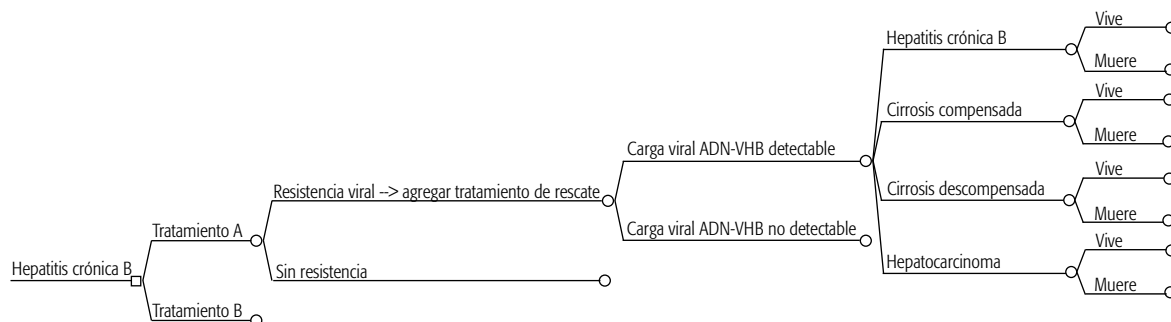 Vive
Hepatitis crónica B
Muere
Vive
Cirrosis compensada
Muere
Carga viral ADN-VHB detectable
Vive
Resistencia viral --> agregar tratamiento de rescate
Cirrosis descompensada
Muere
Tratamiento A
Carga viral ADN-VHB no detectable
Vive
Hepatitis crónica B
Sin resistencia
Hepatocarcinoma
Muere
Tratamiento B